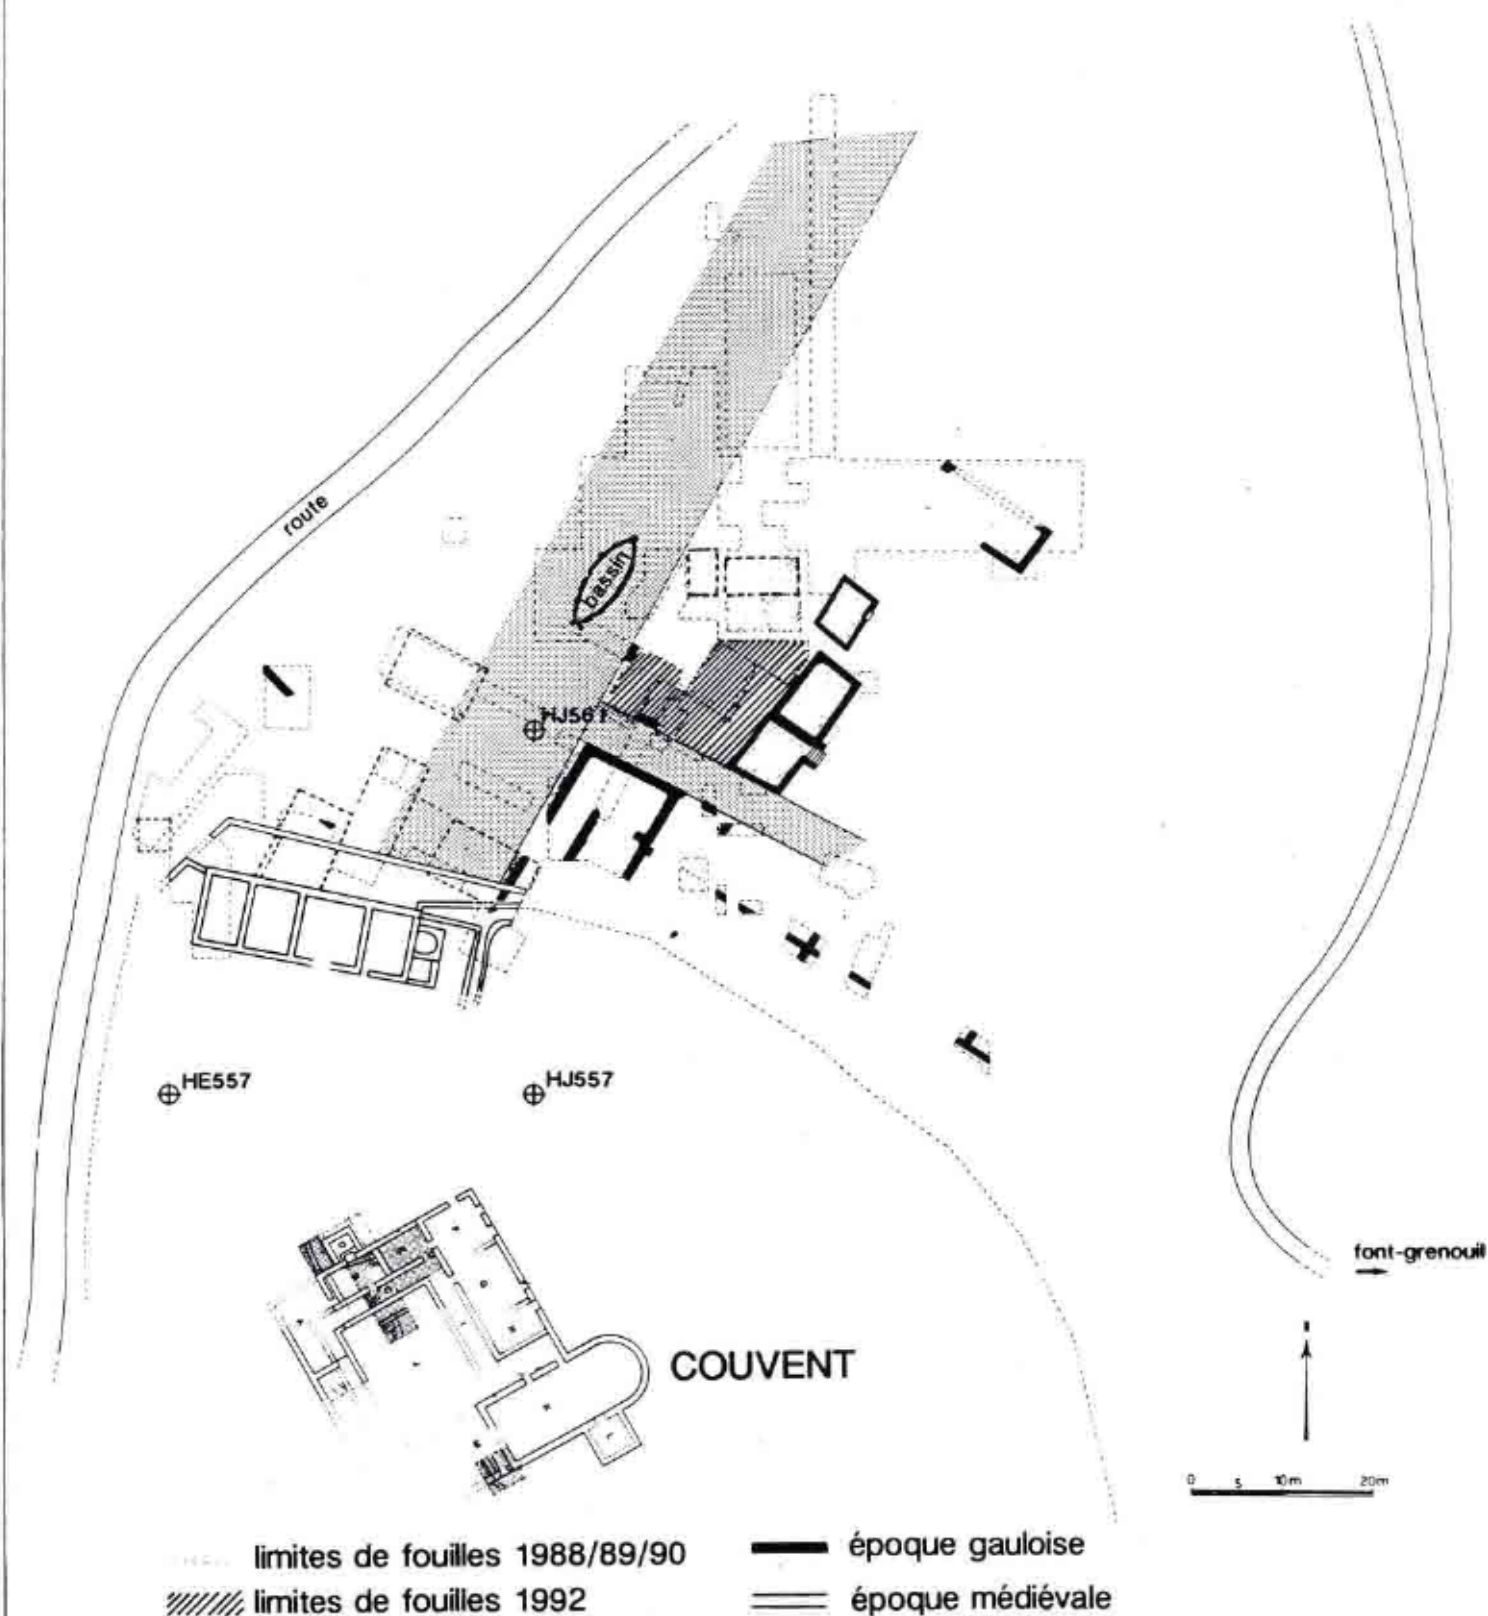 route
bassin
HJ561
HE557
HJ557
font-grenouil
COUVENT
0 5 10m 20m
limites de fouilles 1988/89/90
limites de fouilles 1992
époque gauloise
époque médiévale